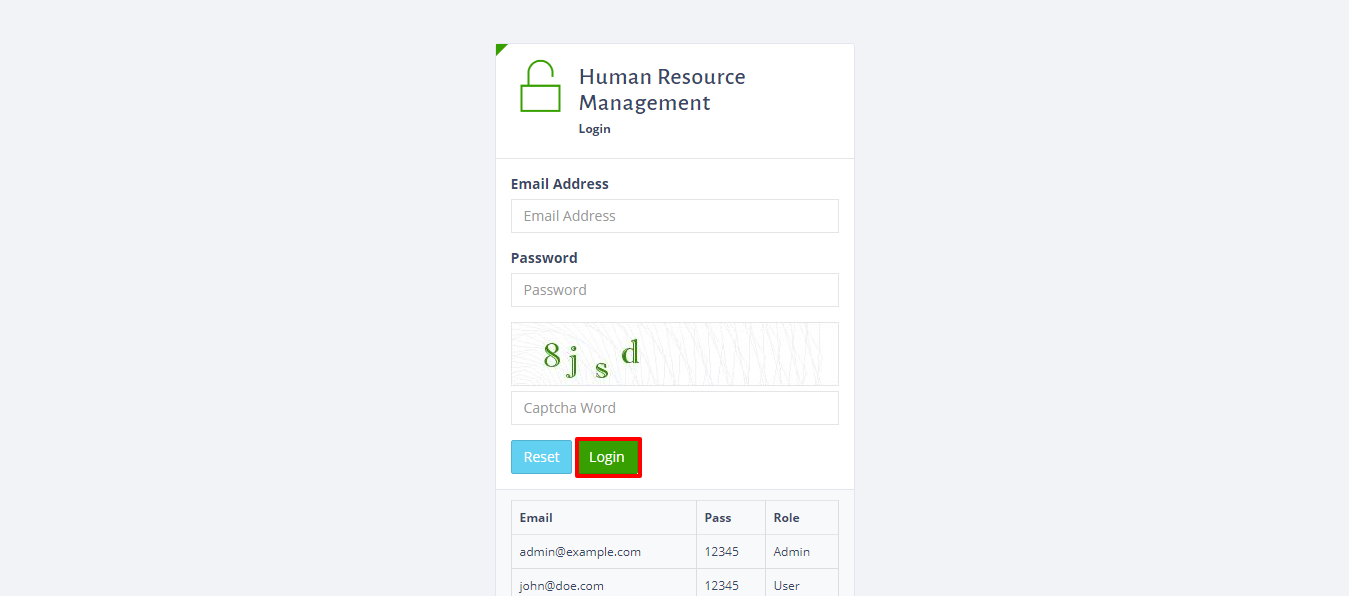 Human Resource
Management
Login
Email Address
Email Address
Password
Password
8jsd
Captcha Word
Reset Login
Email Pass Role
admin@example.com 12345 Admin
john@doe.com 12345 User